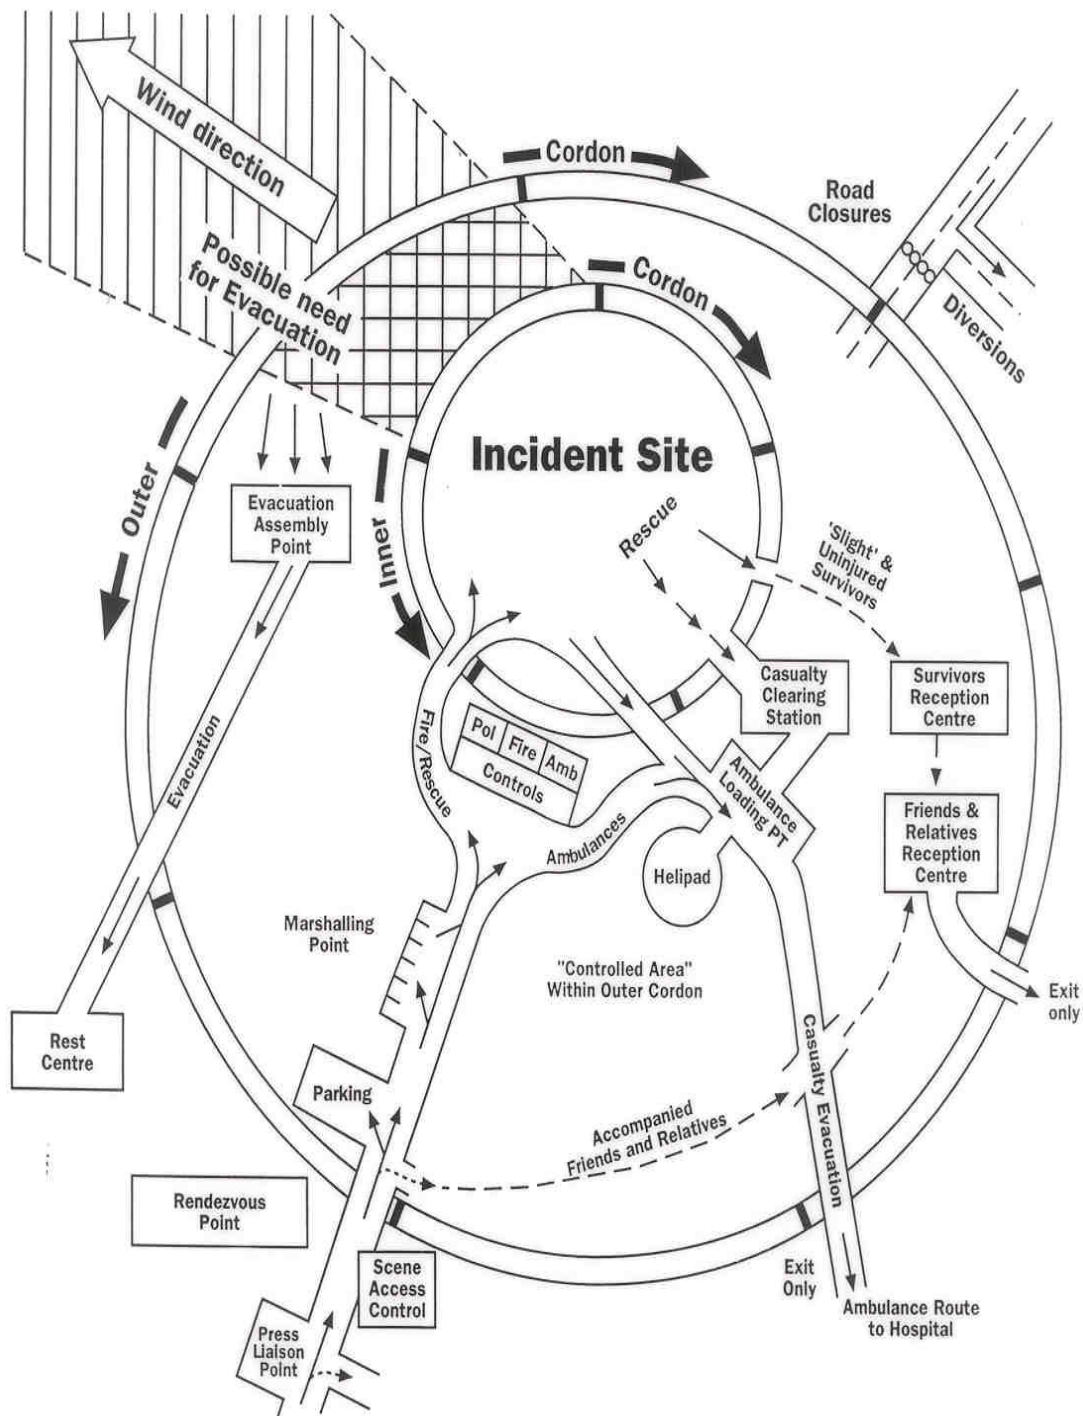 Wind direction
Cordon
Road
Closures
Possible need
for Evacuation
Cordon
Diversions
Incident Site
Outer
Evacuation
Assembly
Point
Inner
Rescue
'Slight' &
Uninjured
Survivors
Casualty
Clearing
Station
Survivors
Reception
Centre
Evacuation
Fire/Rescue
Pol Fire Amb
Controls
Ambulance
Loading PT
Friends &
Relatives
Reception
Centre
Ambulances
Helipad
Marshalling
Point
"Controlled Area"
Within Outer Cordon
Exit
only
Rest
Centre
Casualty Evacuation
Parking
Accompanied
Friends and Relatives
Rendezvous
Point
Scene
Access
Control
Exit
Only
Ambulance Route
to Hospital
Press
Liaison
Point